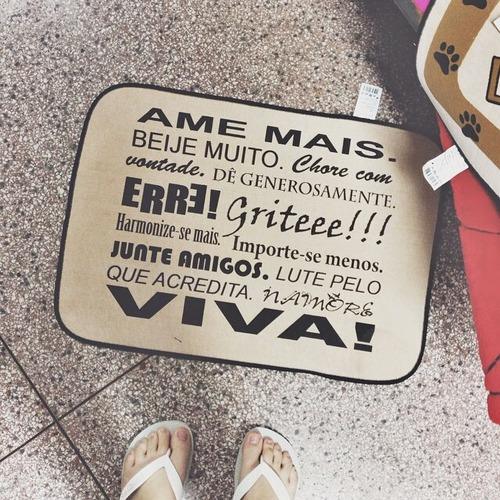 AME MAIS.
BEIJE MUITO. Chore com
vontade. DÊ GENEROSAMENTE.
ERRE! Griteee!!!
Harmonize-se mais. Importe-se menos.
JUNTE AMIGOS. LUTE PELO
QUE ACREDITA. NAMORE
VIVA!